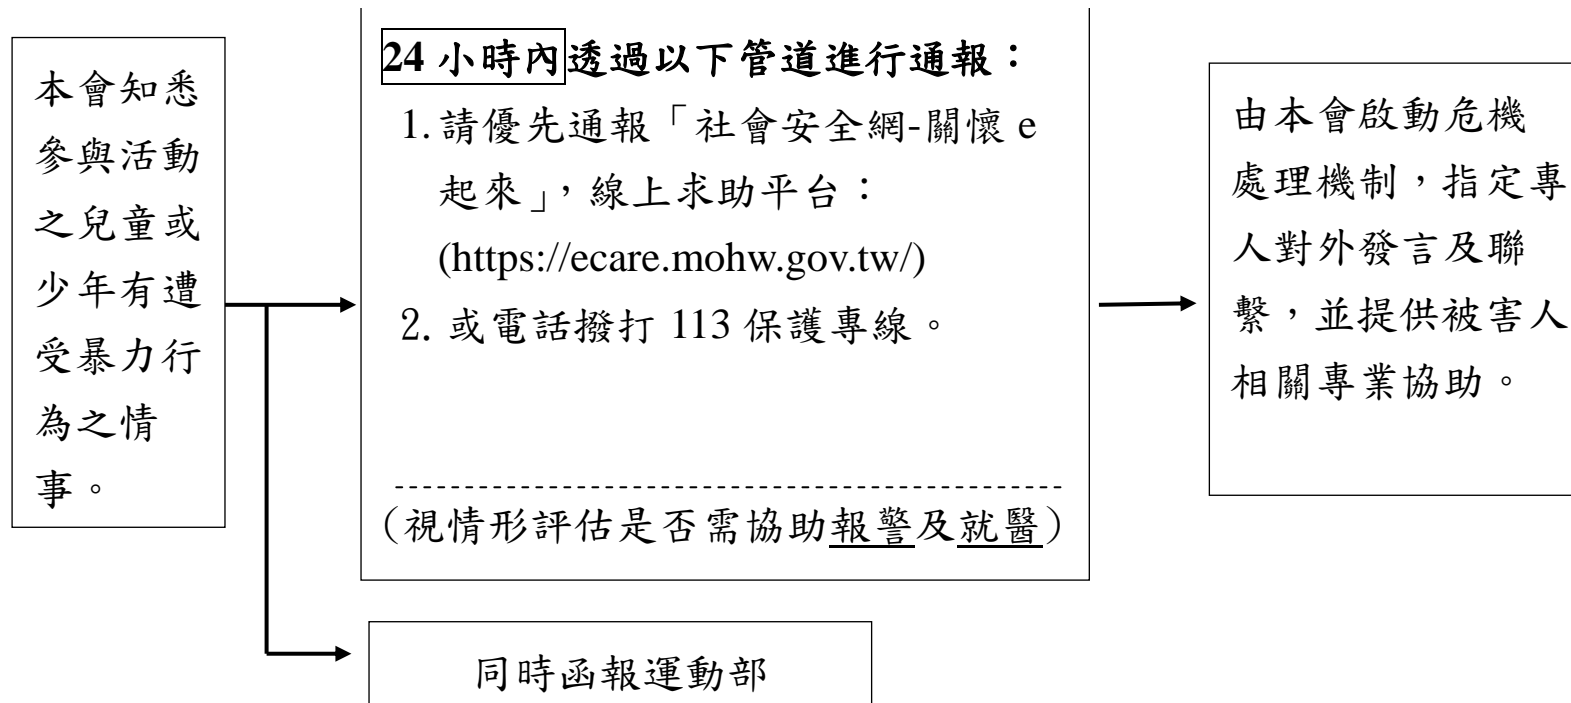 本會知悉
參與活動
之兒童或
少年有遭
受暴力行
為之情
事。
24 小時內透過以下管道進行通報：
1. 請優先通報「社會安全網-關懷 e
起來」，線上求助平台：
(https://ecare.mohw.gov.tw/)
2. 或電話撥打 113 保護專線。
(視情形評估是否需協助報警及就醫)
由本會啟動危機
處理機制，指定專
人對外發言及聯
繫，並提供被害人
相關專業協助。
同時函報運動部